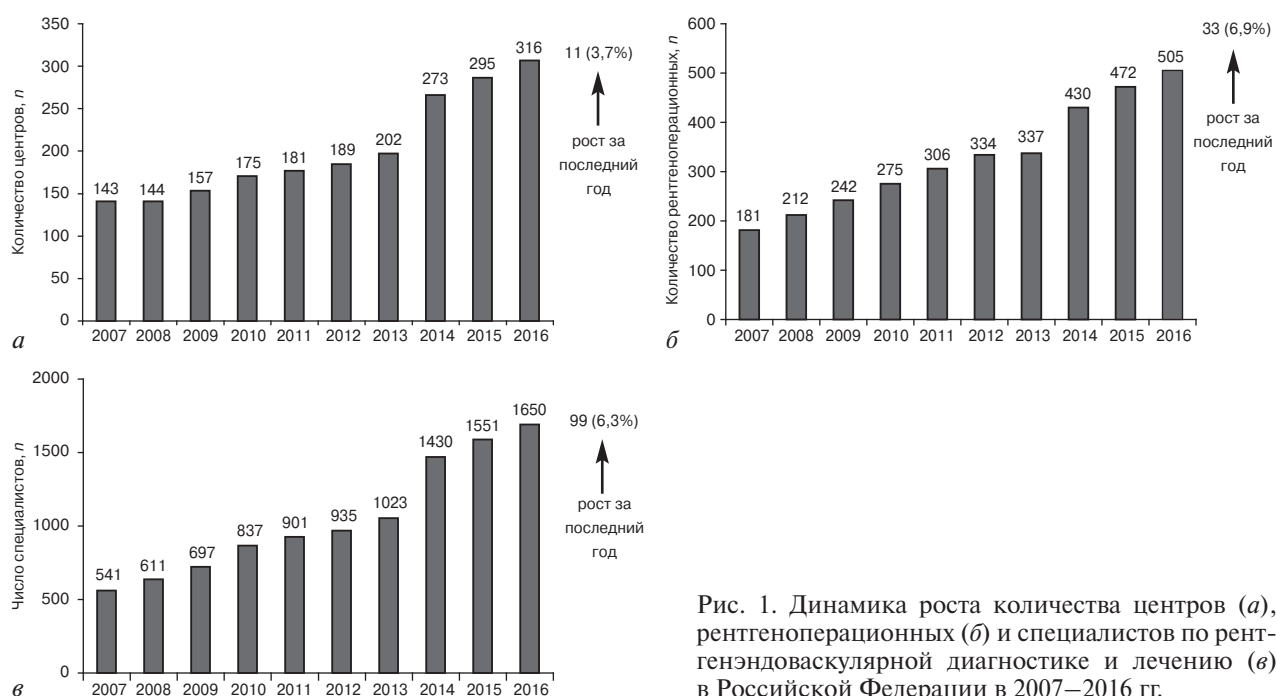 Количество центров, n
350
300
250
200
150
100
50
0
143
144
157
175
181
189
202
273
295
316
2007 2008 2009 2010 2011 2012 2013 2014 2015 2016
11 (3,7%)
рост за
последний
год
а
Количество рентгеноперационных, n
600
500
400
300
200
100
0
181
212
242
275
306
334
337
430
472
505
2007 2008 2009 2010 2011 2012 2013 2014 2015 2016
33 (6,9%)
рост за
последний
год
б
Число специалистов, n
2000
1500
1000
500
0
541
611
697
837
901
935
1023
1430
1551
1650
2007 2008 2009 2010 2011 2012 2013 2014 2015 2016
99 (6,3%)
рост за
последний
год
в
Рис. 1. Динамика роста количества центров (а),
рентгеноперационных (б) и специалистов по рент-
генэндоваскулярной диагностике и лечению (в)
в Российской Федерации в 2007–2016 гг.